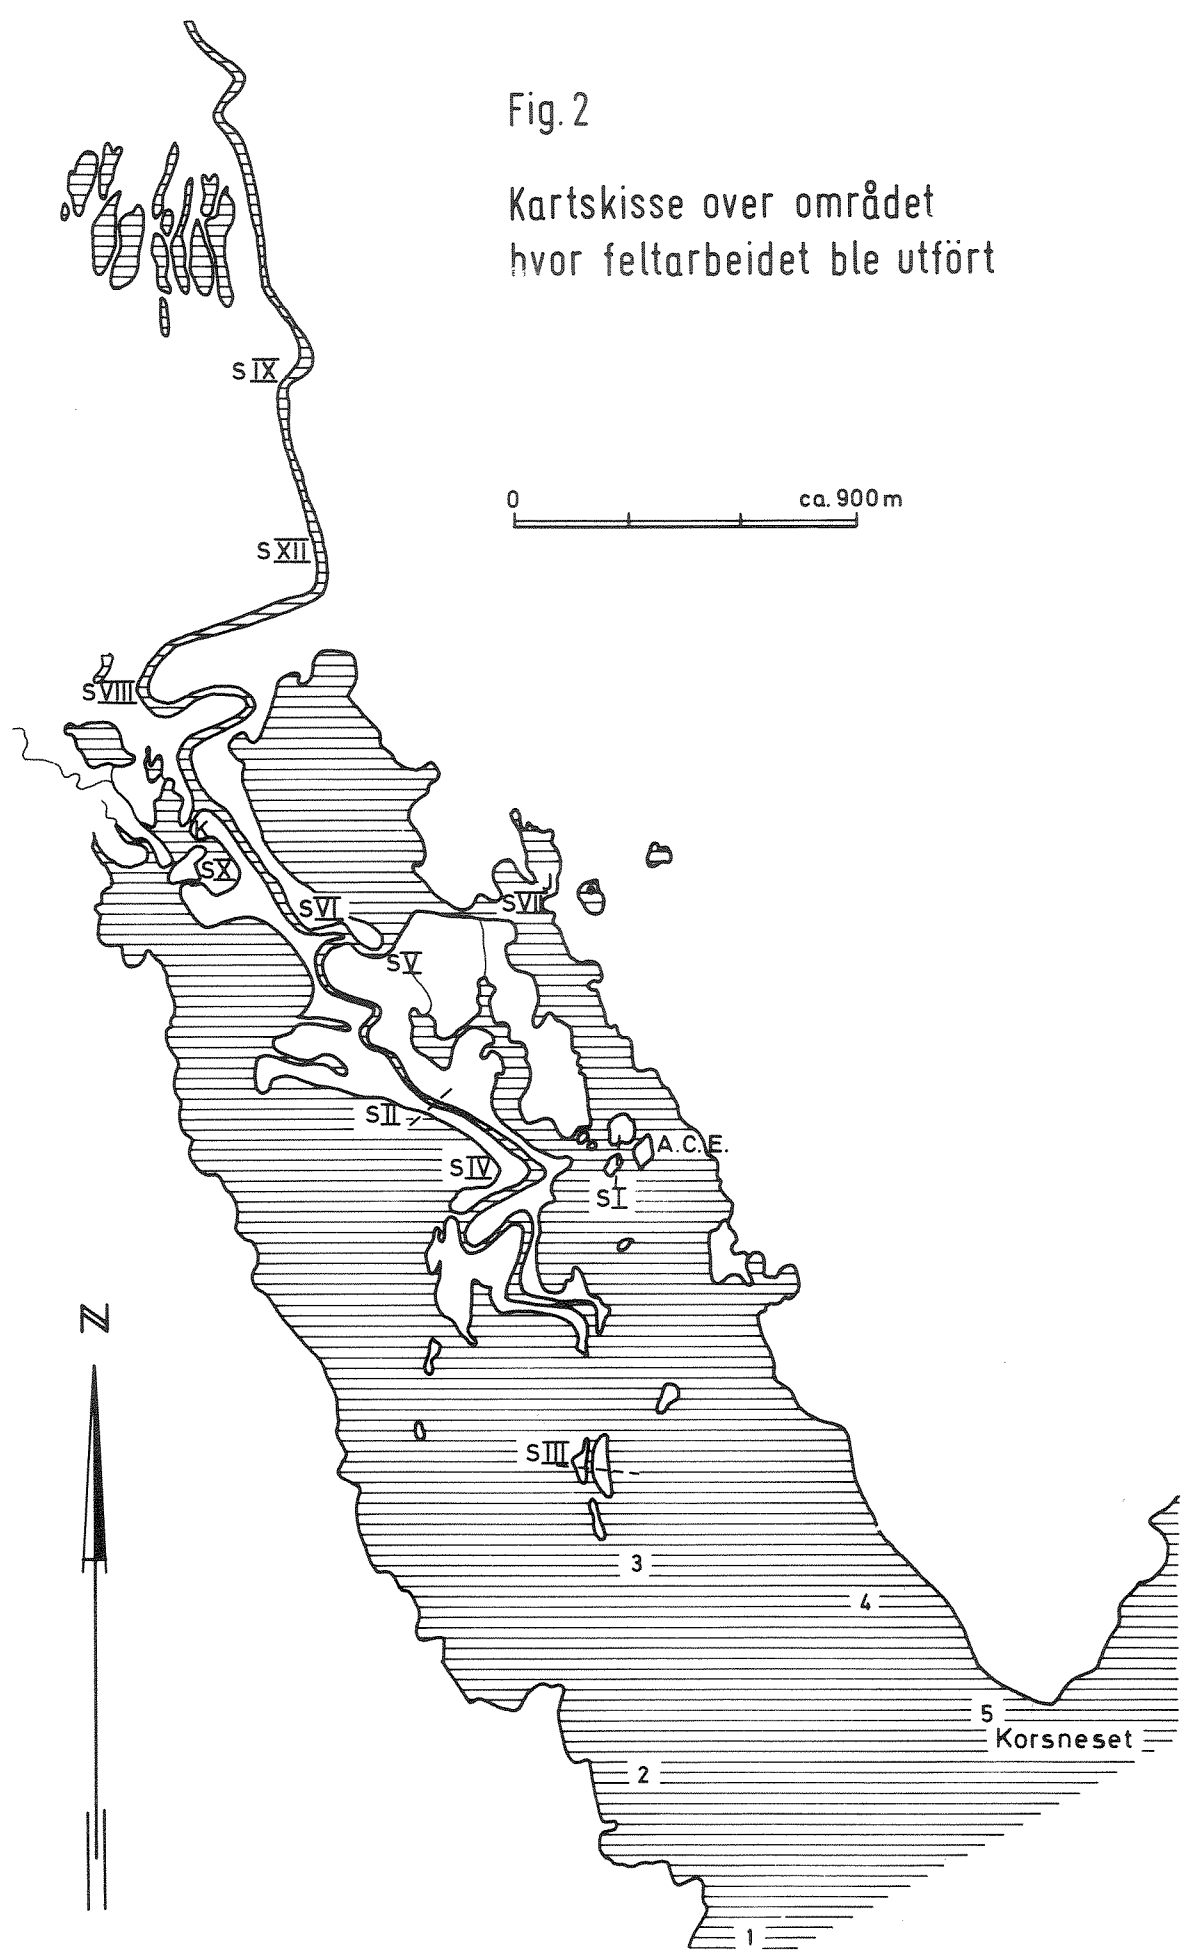 Fig. 2
Kartskisse over området
hvor feltarbeidet ble utfört
S IX
0 ca. 900 m
S XII
S VIII
K
S X
S VI
S VII
S V
S II
A.C.E.
S IV
S I
N
S III
3
4
5
Korsneset
2
1